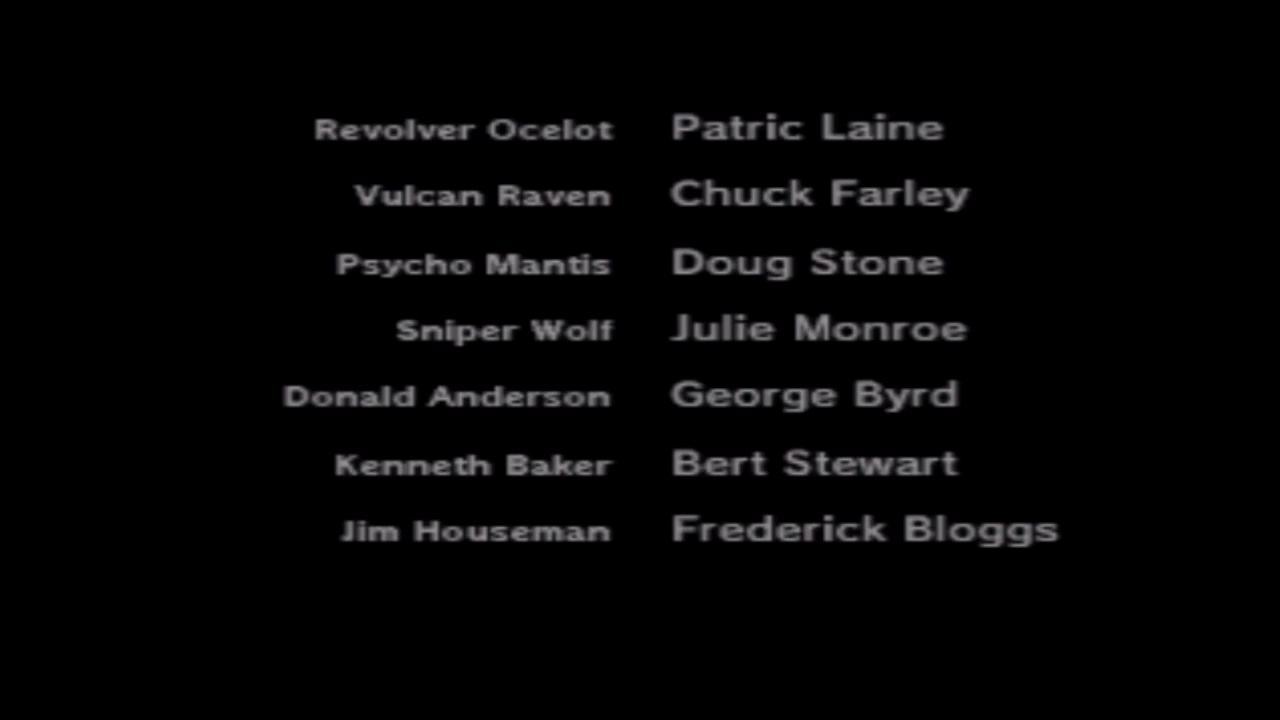 Revolver Ocelot Patric Laine
Vulcan Raven Chuck Farley
Psycho Mantis Doug Stone
Sniper Wolf Julie Monroe
Donald Anderson George Byrd
Kenneth Baker Bert Stewart
Jim Houseman Frederick Bloggs